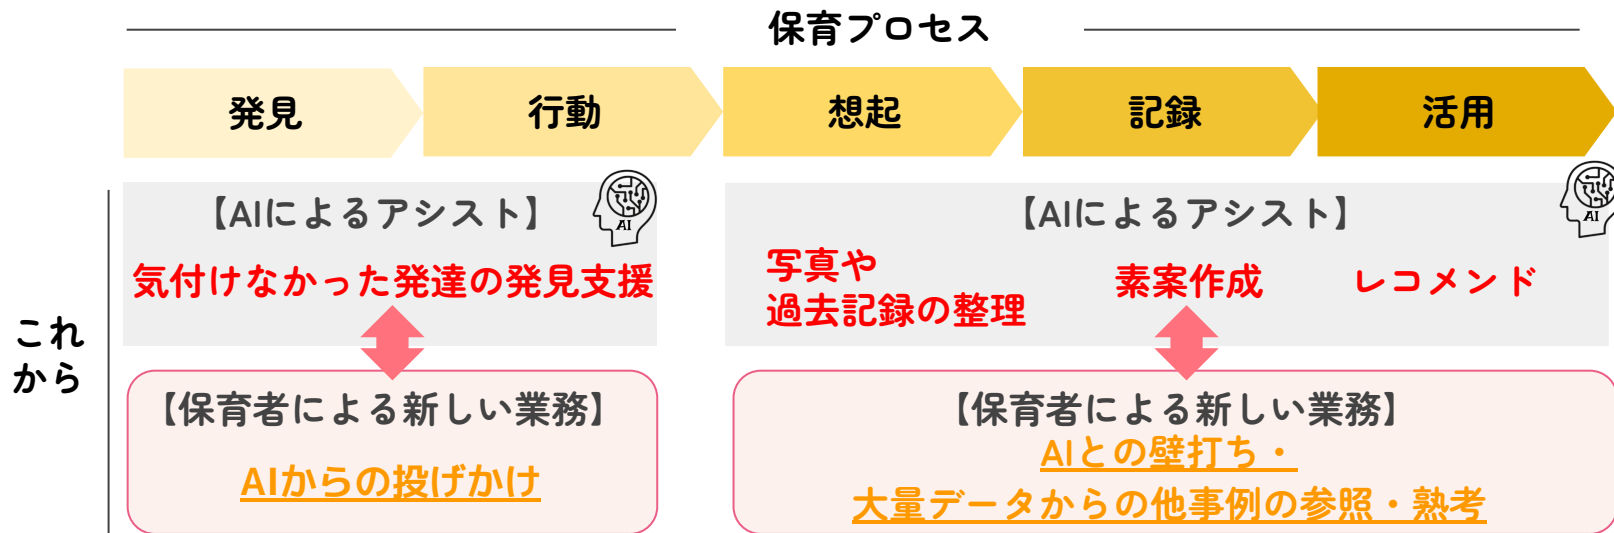 保育プロセス
発見
行動
想起
記録
活用
これ
から
【AIによるアシスト】
AI
気付けなかった発達の発見支援
【保育者による新しい業務】
AIからの投げかけ
【AIによるアシスト】
AI
写真や
過去記録の整理
素案作成
レコメンド
【保育者による新しい業務】
AIとの壁打ち・
大量データからの他事例の参照・熟考